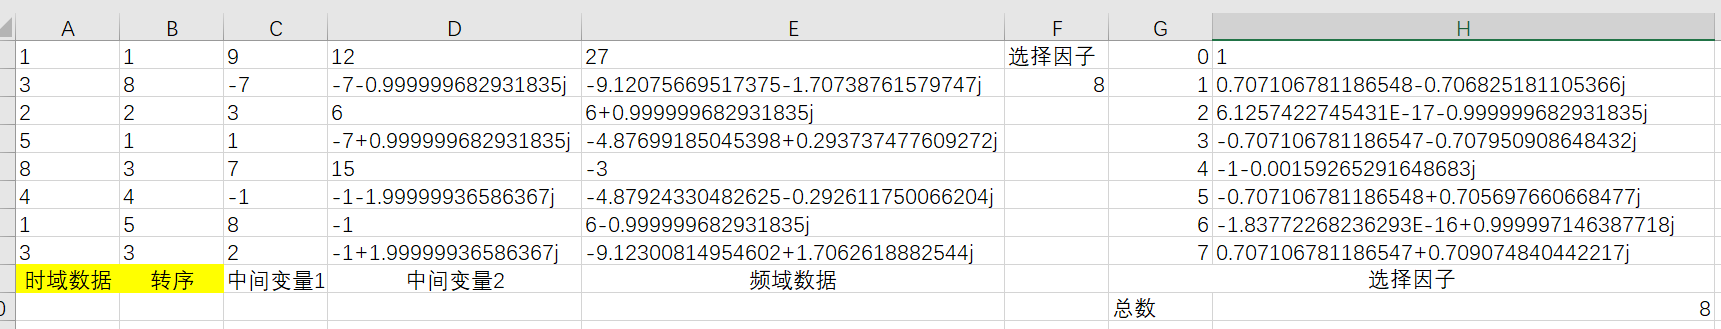 A B C D E F G H
1 1 9 12 27 选择因子 0 1
3 8 -7 -7-0.999999682931835j -9.12075669517375-1.70738761579747j 8 1 0.707106781186548-0.706825181105366j
2 2 3 6 6+0.999999682931835j 2 6.1257422745431E-17-0.999999682931835j
5 1 1 -7+0.999999682931835j -4.87699185045398+0.293737477609272j 3 -0.707106781186547-0.707950908648432j
8 3 7 15 -3 4 -1-0.00159265291648683j
4 4 -1 -1-1.99999936586367j -4.87924330482625-0.292611750066204j 5 -0.707106781186548+0.705697660668477j
1 5 8 -1 6-0.999999682931835j 6 -1.83772268236293E-16+0.999997146387718j
3 3 2 -1+1.99999936586367j -9.12300814954602+1.7062618882544j 7 0.707106781186547+0.709074840442217j
时域数据 转序 中间变量1 中间变量2 频域数据 选择因子
总数 8